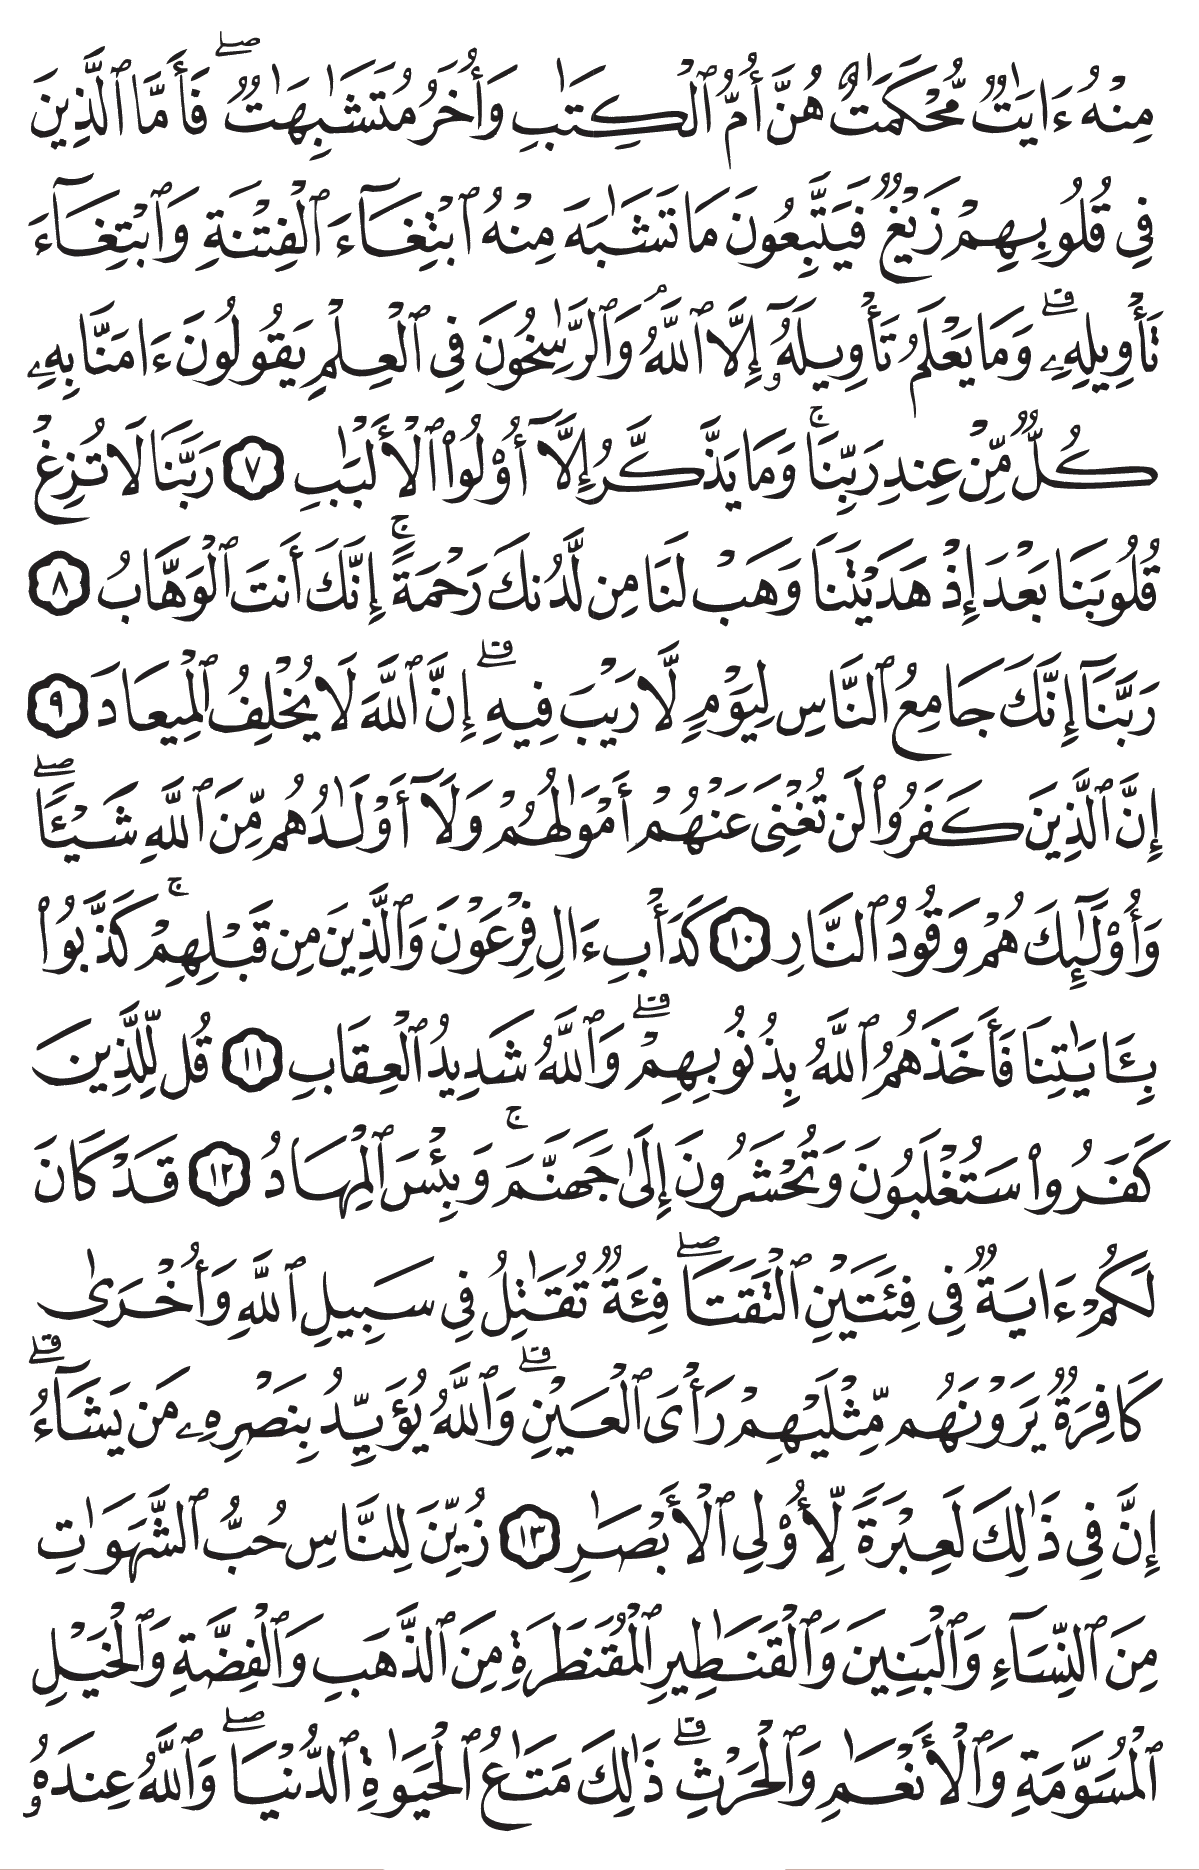 مِنْهُ ءَايَٰتٌ مُّحْكَمَٰتٌ هُنَّ أُمُّ ٱلْكِتَٰبِ وَأُخَرُ مُتَشَٰبِهَٰتٌ ۖ فَأَمَّا ٱلَّذِينَ
فِى قُلُوبِهِمْ زَيْغٌ فَيَتَّبِعُونَ مَا تَشَٰبَهَ مِنْهُ ٱبْتِغَآءَ ٱلْفِتْنَةِ وَٱبْتِغَآءَ
تَأْوِيلِهِۦ ۗ وَمَا يَعْلَمُ تَأْوِيلَهُۥٓ إِلَّا ٱللَّهُ وَٱلرَّٰسِخُونَ فِى ٱلْعِلْمِ يَقُولُونَ ءَامَنَّا بِهِۦ
كُلٌّ مِّنْ عِندِ رَبِّنَا ۚ وَمَا يَذَّكَّرُ إِلَّآ أُو۟لُوا۟ ٱلْأَلْبَٰبِ ٧ رَبَّنَا لَا تُزِغْ
قُلُوبَنَا بَعْدَ إِذْ هَدَيْتَنَا وَهَبْ لَنَا مِن لَّدُنكَ رَحْمَةً ۚ إِنَّكَ أَنتَ ٱلْوَهَّابُ ٨
رَبَّنَآ إِنَّكَ جَامِعُ ٱلنَّاسِ لِيَوْمٍ لَّا رَيْبَ فِيهِ ۗ إِنَّ ٱللَّهَ لَا يُخْلِفُ ٱلْمِيعَادَ ٩
إِنَّ ٱلَّذِينَ كَفَرُوا۟ لَن تُغْنِىَ عَنْهُمْ أَمْوَٰلُهُمْ وَلَآ أَوْلَٰدُهُم مِّنَ ٱللَّهِ شَيْـًٔا ۖ
وَأُو۟لَٰٓئِكَ هُمْ وَقُودُ ٱلنَّارِ ١٠ كَدَأْبِ ءَالِ فِرْعَوْنَ وَٱلَّذِينَ مِن قَبْلِهِمْ ۚ كَذَّبُوا۟
بِـَٔايَٰتِنَا فَأَخَذَهُمُ ٱللَّهُ بِذُنُوبِهِمْ ۗ وَٱللَّهُ شَدِيدُ ٱلْعِقَابِ ١١ قُل لِّلَّذِينَ
كَفَرُوا۟ سَتُغْلَبُونَ وَتُحْشَرُونَ إِلَىٰ جَهَنَّمَ ۚ وَبِئْسَ ٱلْمِهَادُ ١٢ قَدْ كَانَ
لَكُمْ ءَايَةٌ فِى فِئَتَيْنِ ٱلْتَقَتَا ۖ فِئَةٌ تُقَٰتِلُ فِى سَبِيلِ ٱللَّهِ وَأُخْرَىٰ
كَافِرَةٌ يَرَوْنَهُم مِّثْلَيْهِمْ رَأْىَ ٱلْعَيْنِ ۚ وَٱللَّهُ يُؤَيِّدُ بِنَصْرِهِۦ مَن يَشَآءُ ۗ
إِنَّ فِى ذَٰلِكَ لَعِبْرَةً لِّأُو۟لِى ٱلْأَبْصَٰرِ ١٣ زُيِّنَ لِلنَّاسِ حُبُّ ٱلشَّهَوَٰتِ
مِنَ ٱلنِّسَآءِ وَٱلْبَنِينَ وَٱلْقَنَٰطِيرِ ٱلْمُقَنطَرَةِ مِنَ ٱلذَّهَبِ وَٱلْفِضَّةِ وَٱلْخَيْلِ
ٱلْمُسَوَّمَةِ وَٱلْأَنْعَٰمِ وَٱلْحَرْثِ ۗ ذَٰلِكَ مَتَٰعُ ٱلْحَيَوٰةِ ٱلدُّنْيَا ۖ وَٱللَّهُ عِندَهُۥ